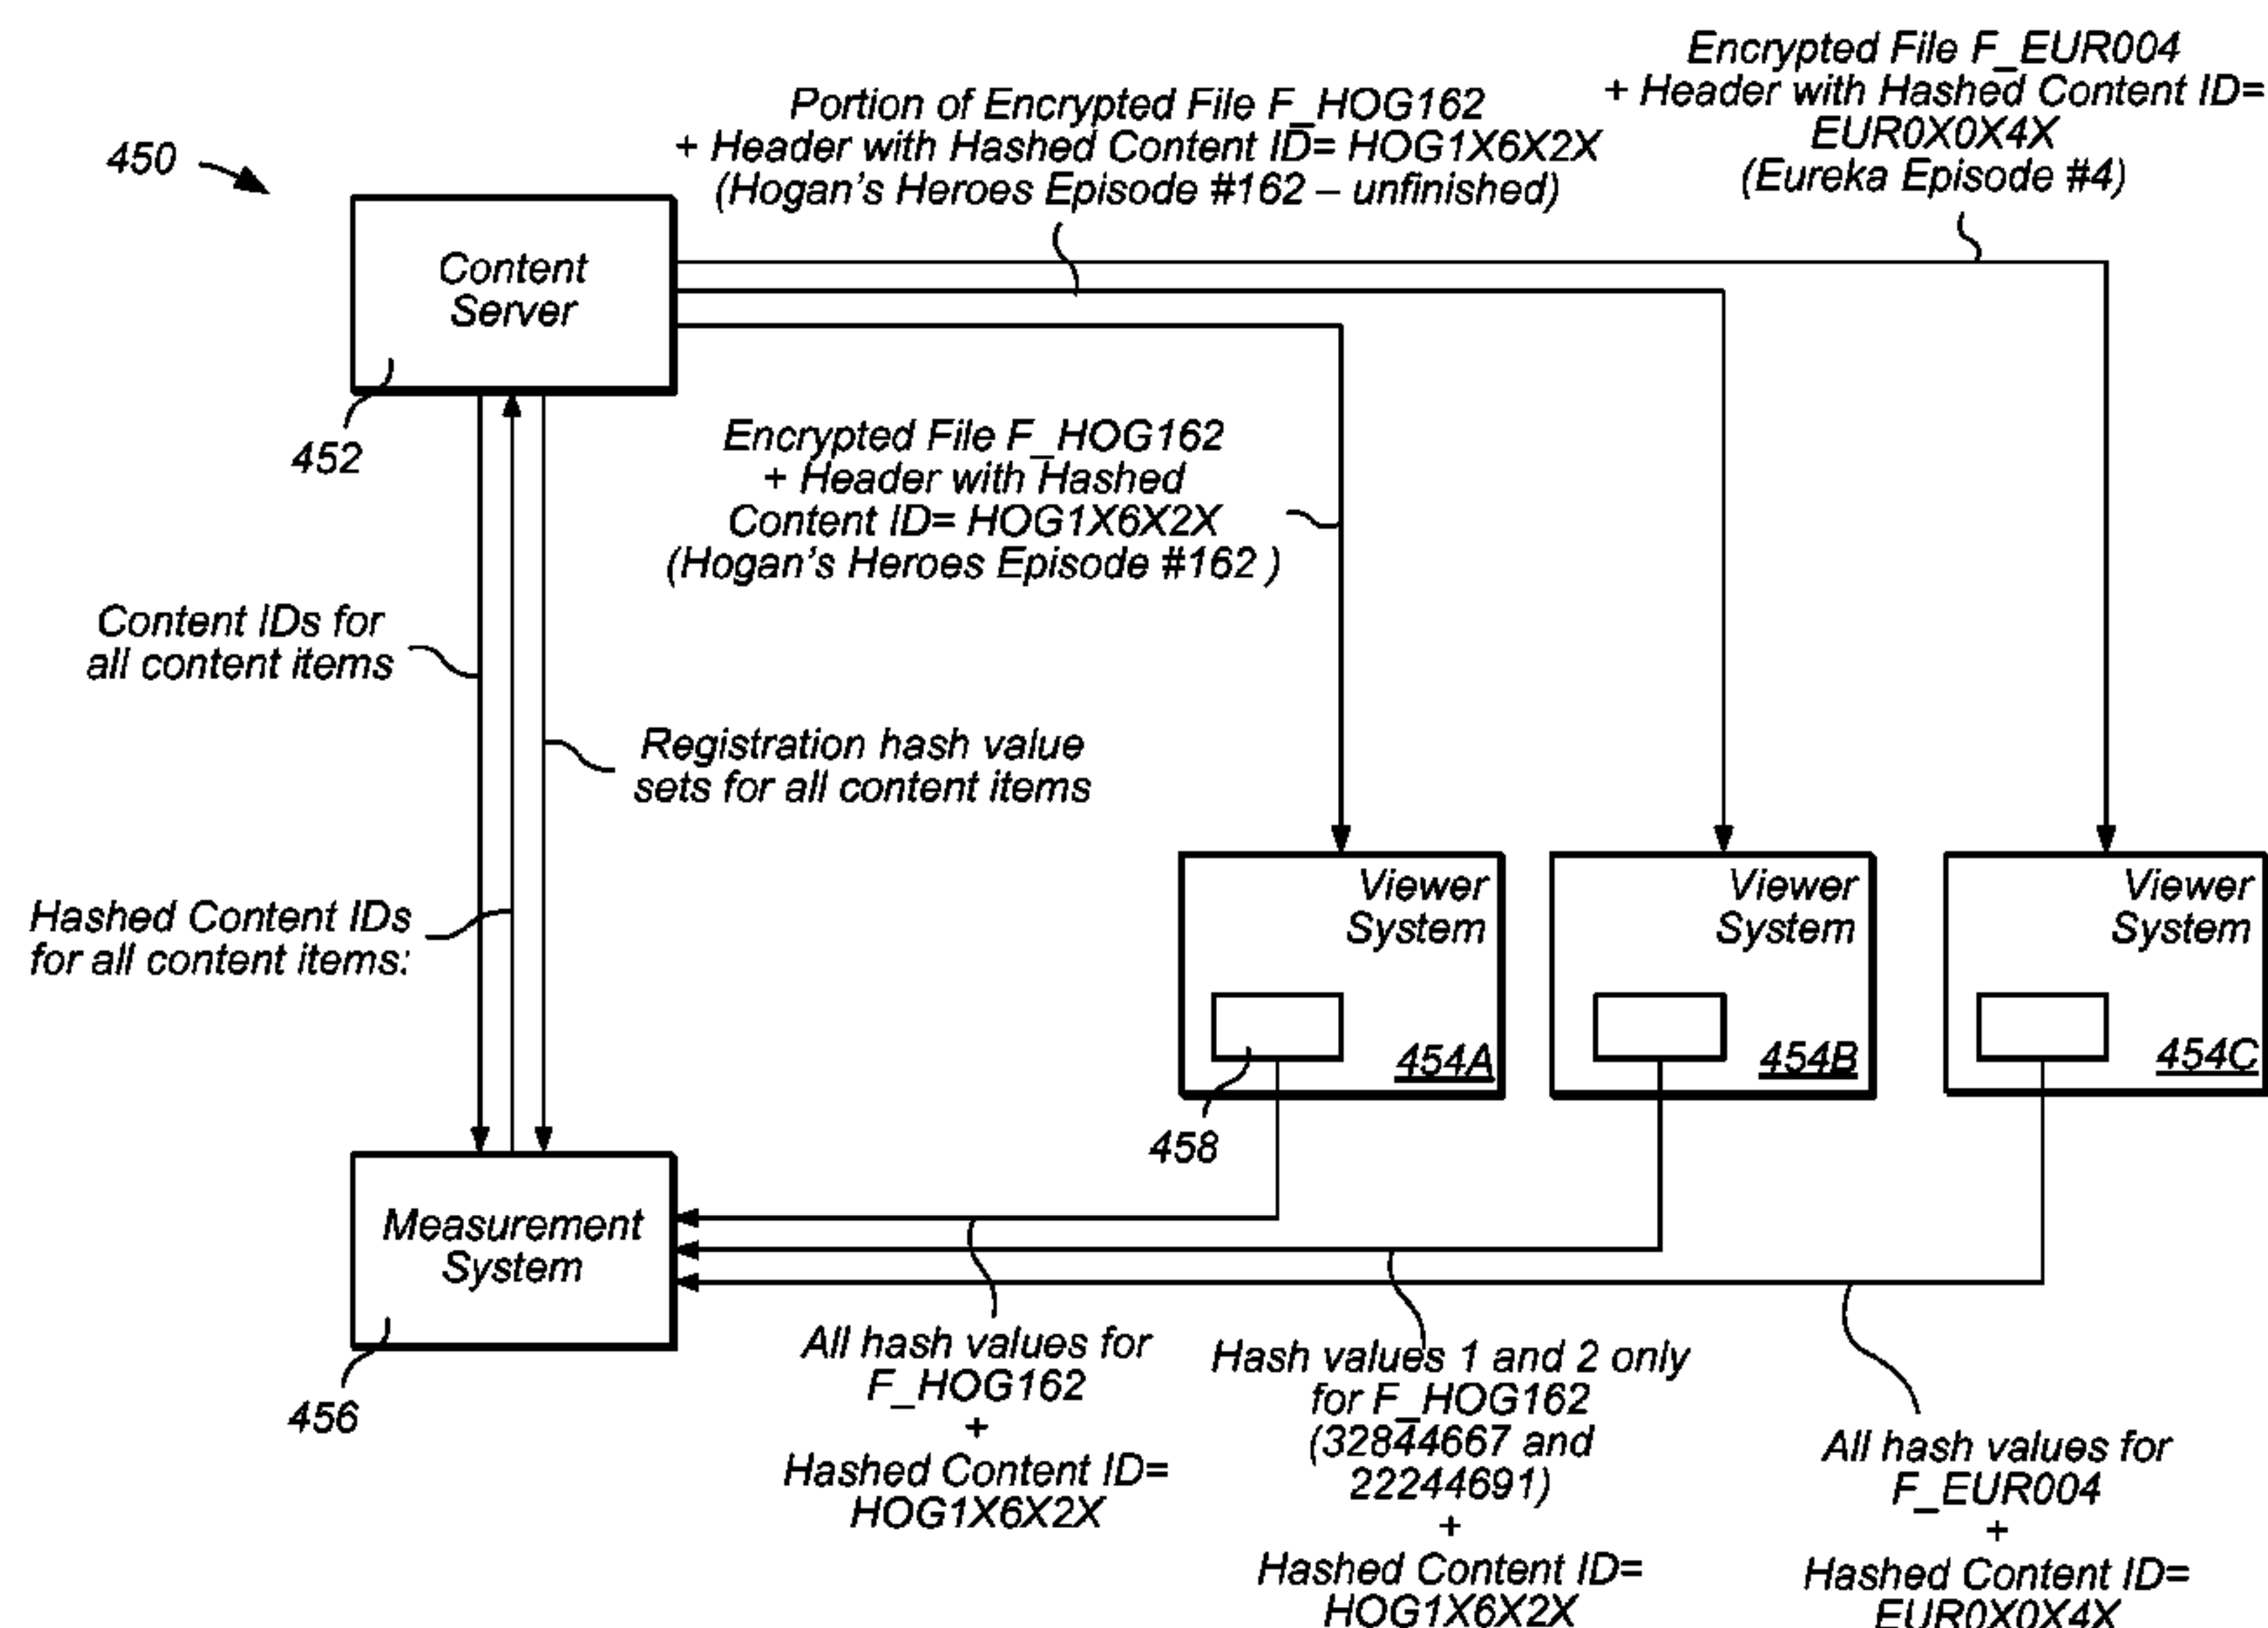 450
Portion of Encrypted File F_HOG162
+ Header with Hashed Content ID= HOG1X6X2X
(Hogan's Heroes Episode #162 – unfinished)
Encrypted File F_EUR004
+ Header with Hashed Content ID=
EUR0X0X4X
(Eureka Episode #4)
Content
Server
452
Encrypted File F_HOG162
+ Header with Hashed
Content ID= HOG1X6X2X
(Hogan's Heroes Episode #162 )
Content IDs for
all content items
Registration hash value
sets for all content items
Hashed Content IDs
for all content items:
Viewer
System
454A
Viewer
System
454B
Viewer
System
454C
458
Measurement
System
456
All hash values for
F_HOG162
+
Hashed Content ID=
HOG1X6X2X
Hash values 1 and 2 only
for F_HOG162
(32844667 and
22244691)
+
Hashed Content ID=
HOG1X6X2X
All hash values for
F_EUR004
+
Hashed Content ID=
EUR0X0X4X